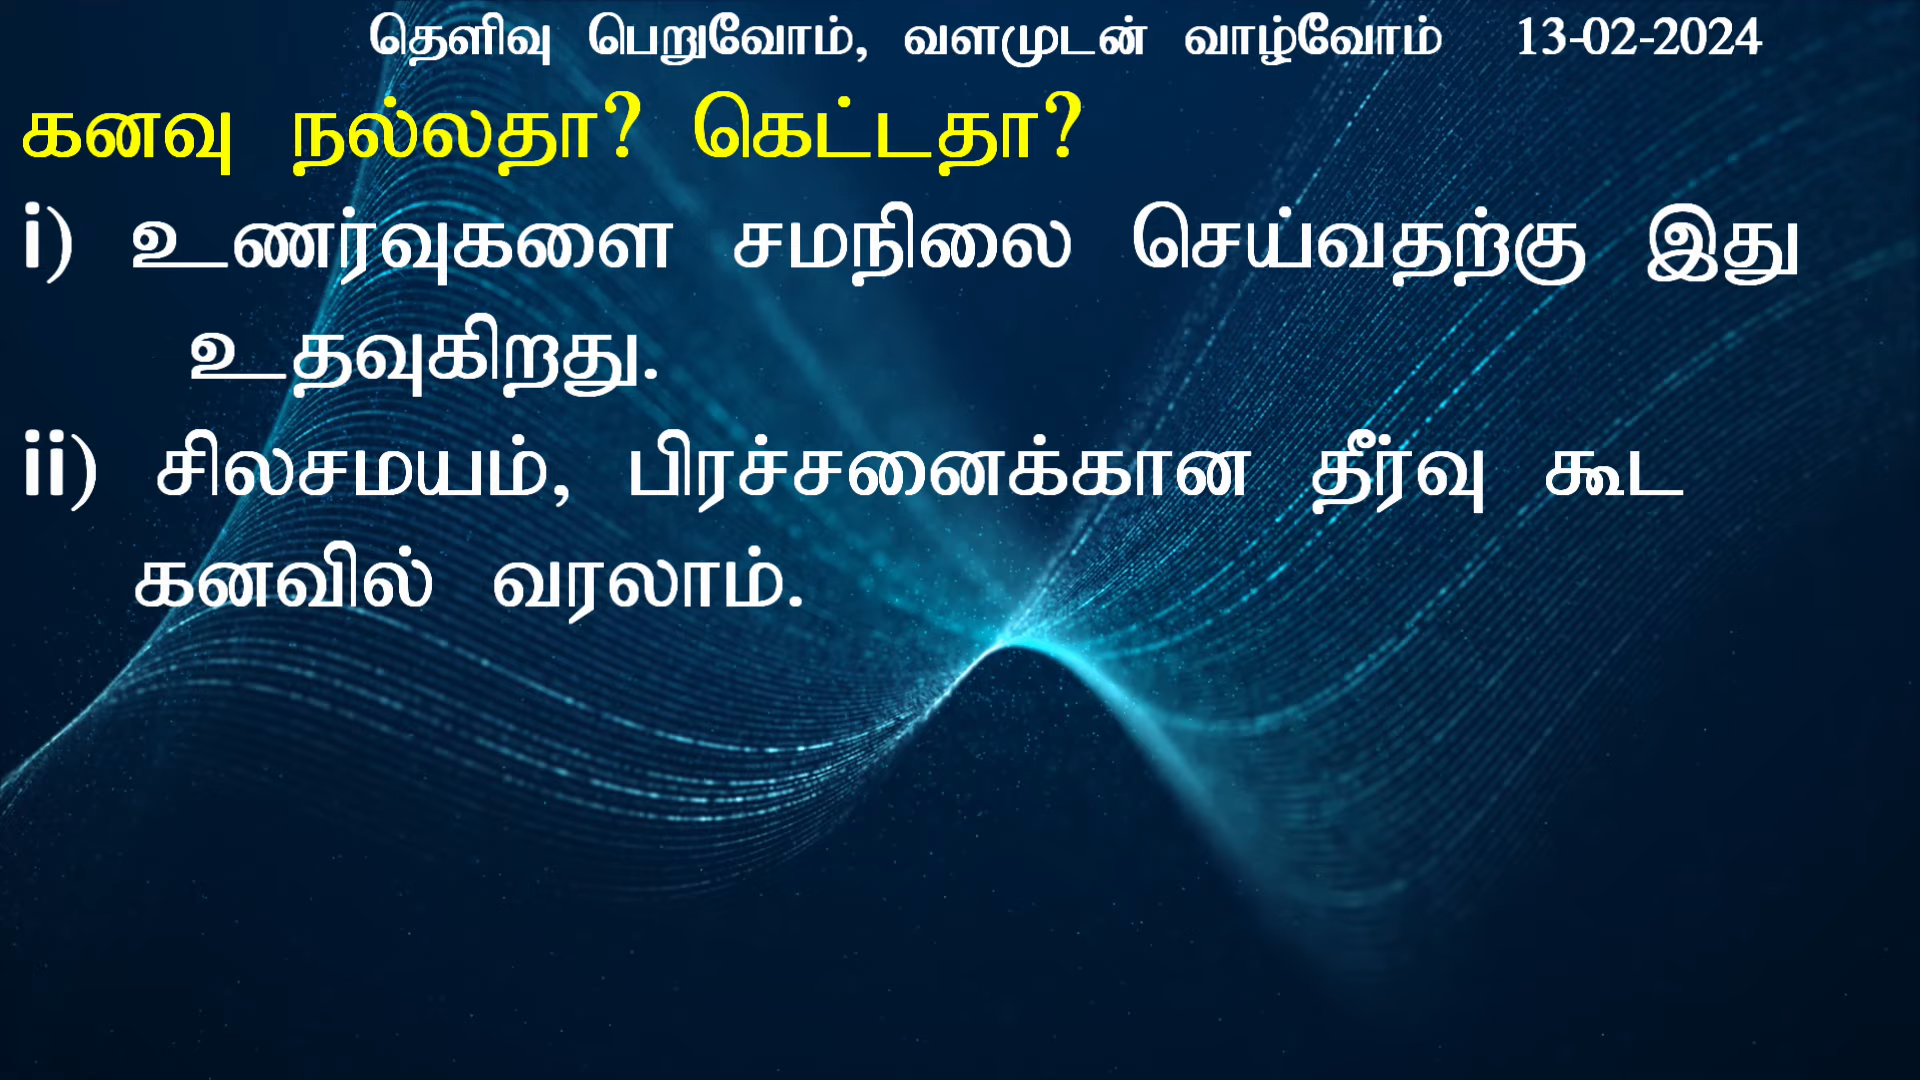 தெளிவு பெறுவோம், வளமுடன் வாழ்வோம் 13-02-2024
கனவு நல்லதா? கெட்டதா?
i) உணர்வுகளை சமநிலை செய்வதற்கு இது
உதவுகிறது.
ii) சிலசமயம், பிரச்சனைக்கான தீர்வு கூட
கனவில் வரலாம்.